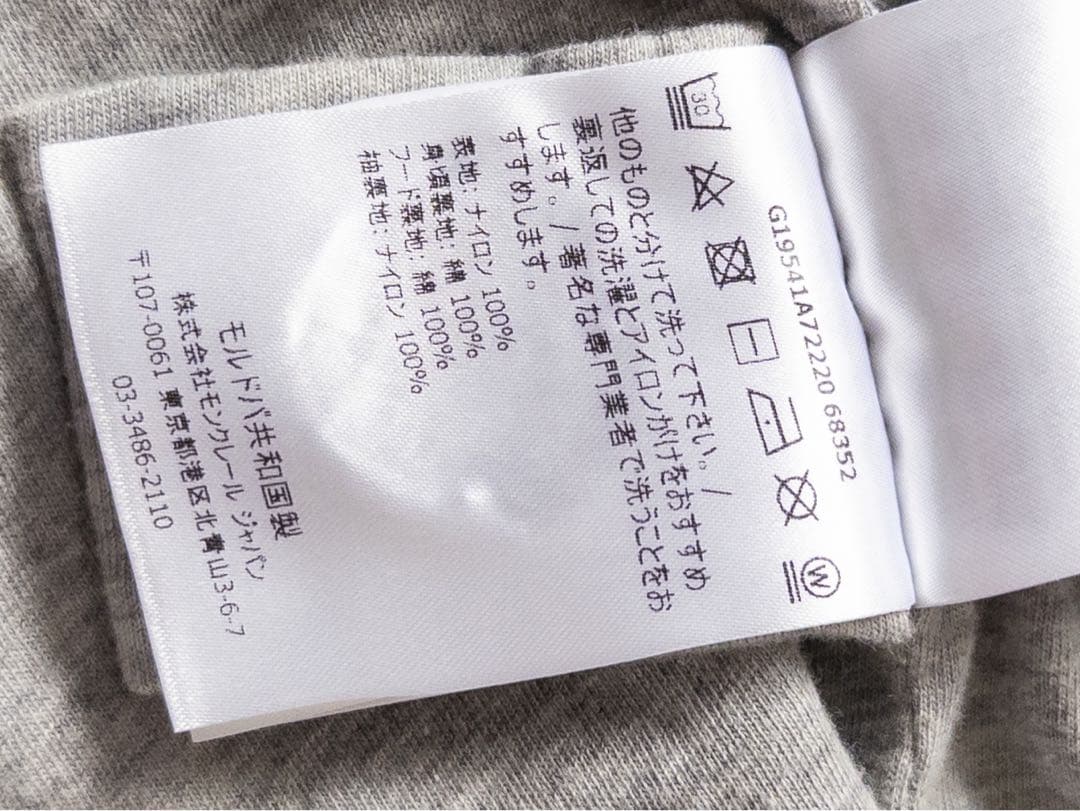 G19541A72220 68352
30
W
他のものと分けて洗って下さい。/
裏返しての洗濯とアイロンがけをおすすめ
します。/ 著名な専門業者で洗うことをお
すすめします。
表地: ナイロン 100%
身頃裏地: 綿 100%
フード裏地: 綿 100%
袖裏地: ナイロン 100%
モルドバ共和国製
株式会社モンクレール ジャパン
〒107-0061 東京都港区北青山3-6-7
03-3486-2110